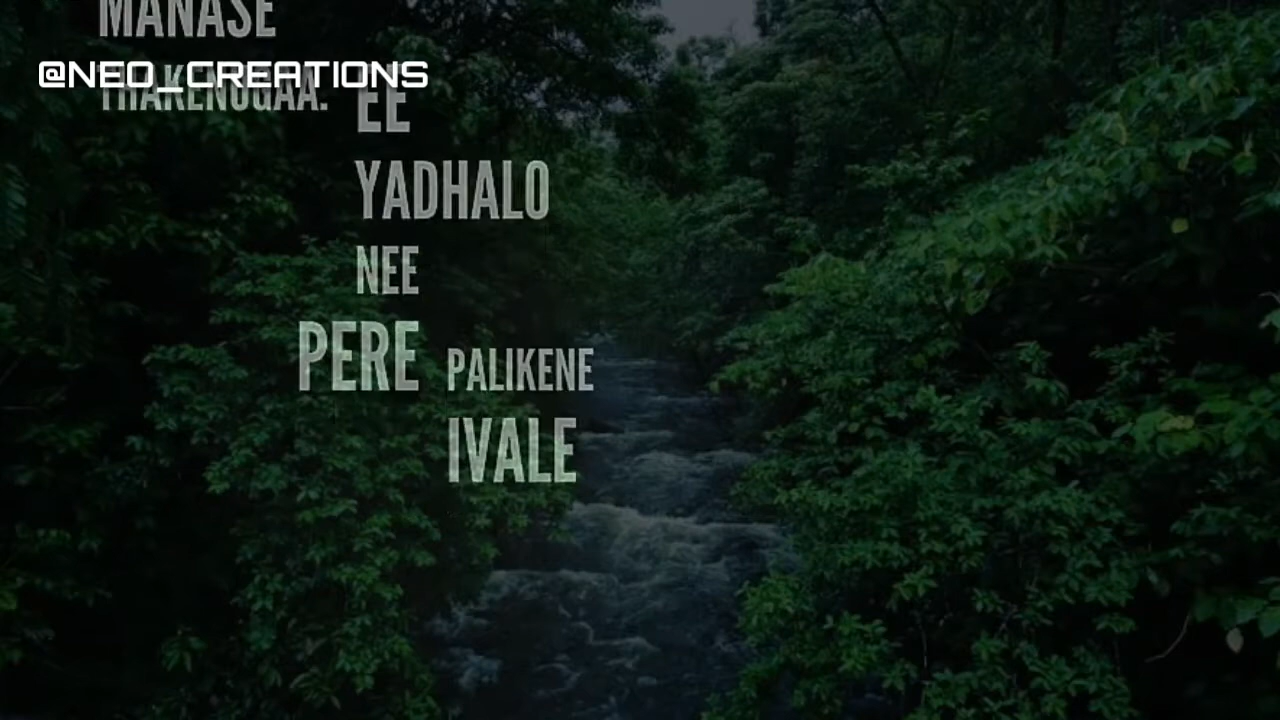 MANASE
@NEO_CREATIONS
THAKENUGAA.
EE
YADHALO
NEE
PERE
PALIKENE
IVALE